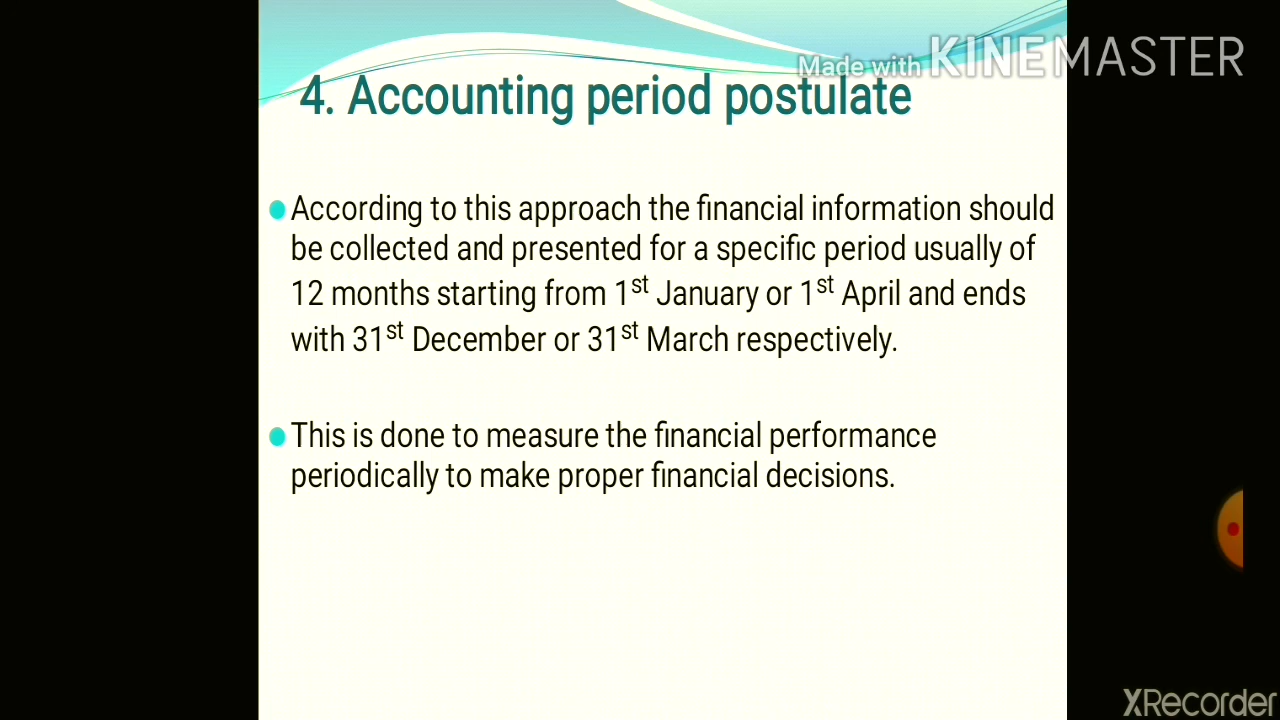 Made with KINEMASTER
4. Accounting period postulate
According to this approach the financial information should
be collected and presented for a specific period usually of
12 months starting from 1st January or 1st April and ends
with 31st December or 31st March respectively.
This is done to measure the financial performance
periodically to make proper financial decisions.
XRecorder